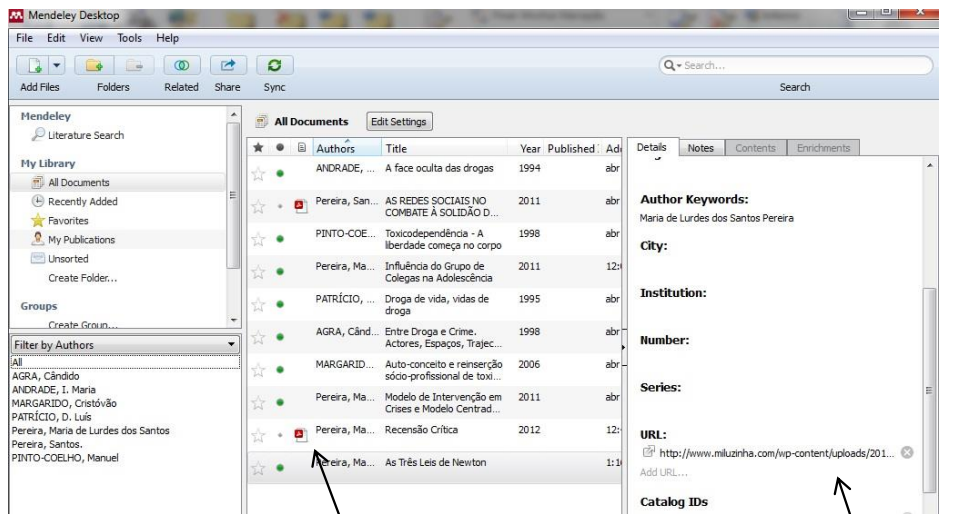 Mendeley Desktop
File Edit View Tools Help
Add Files Folders Related Share Sync
Search...
Search
Mendeley
Literature Search
My Library
All Documents
Recently Added
Favorites
My Publications
Unsorted
Create Folder...
Groups
Create Group...
Filter by Authors
All
AGRA, Cândido
ANDRADE, I. Maria
MARGARIDO, Cristóvão
PATRÍCIO, D. Luís
Pereira, Maria de Lurdes dos Santos
Pereira, Santos.
PINTO-COELHO, Manuel
All Documents Edit Settings
Authors Title Year Published Add
ANDRADE, ... A face oculta das drogas 1994 abr
Pereira, San... AS REDES SOCIAIS NO 2011 abr
COMBATE À SOLIDÃO D...
PINTO-COE... Toxicodependência - A 1998 abr
liberdade começa no corpo
Pereira, Ma... Influência do Grupo de 2011 12:
Colegas na Adolescência
PATRÍCIO, ... Droga de vida, vidas de 1995 abr
droga
AGRA, Când... Entre Droga e Crime. 1998 abr
Actores, Espaços, Trajec...
MARGARID... Auto-conceito e reinserção 2006 abr
sócio-profissional de toxi...
Pereira, Ma... Modelo de Intervenção em 2011 abr
Crises e Modelo Centrad...
Pereira, Ma... Recensão Crítica 2012 12:
Pereira, Ma... As Três Leis de Newton 1:1
Details Notes Contents Enrichments
Author Keywords:
Maria de Lurdes dos Santos Pereira
City:
Institution:
Number:
Series:
URL:
http://www.miluzinha.com/wp-content/uploads/201...
Add URL...
Catalog IDs